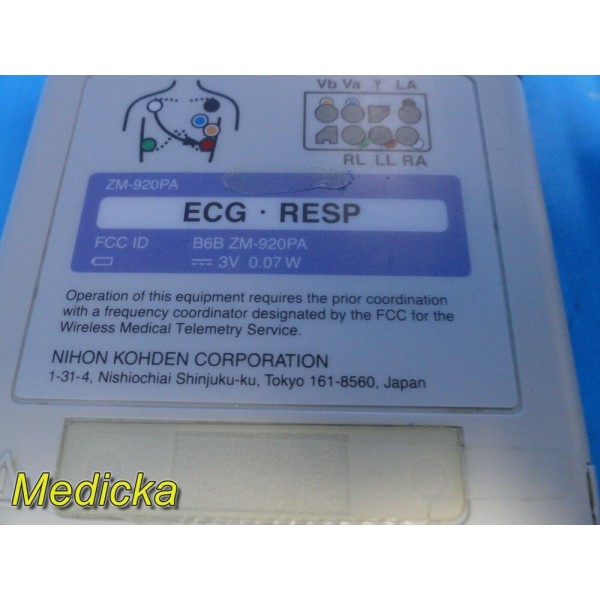 Vb Va LA
RL LL RA
ZM-920PA
ECG · RESP
FCC ID B6B ZM-920PA
3V 0.07 W
Operation of this equipment requires the prior coordination
with a frequency coordinator designated by the FCC for the
Wireless Medical Telemetry Service.
NIHON KOHDEN CORPORATION
1-31-4, Nishiochiai Shinjuku-ku, Tokyo 161-8560, Japan
Medicka